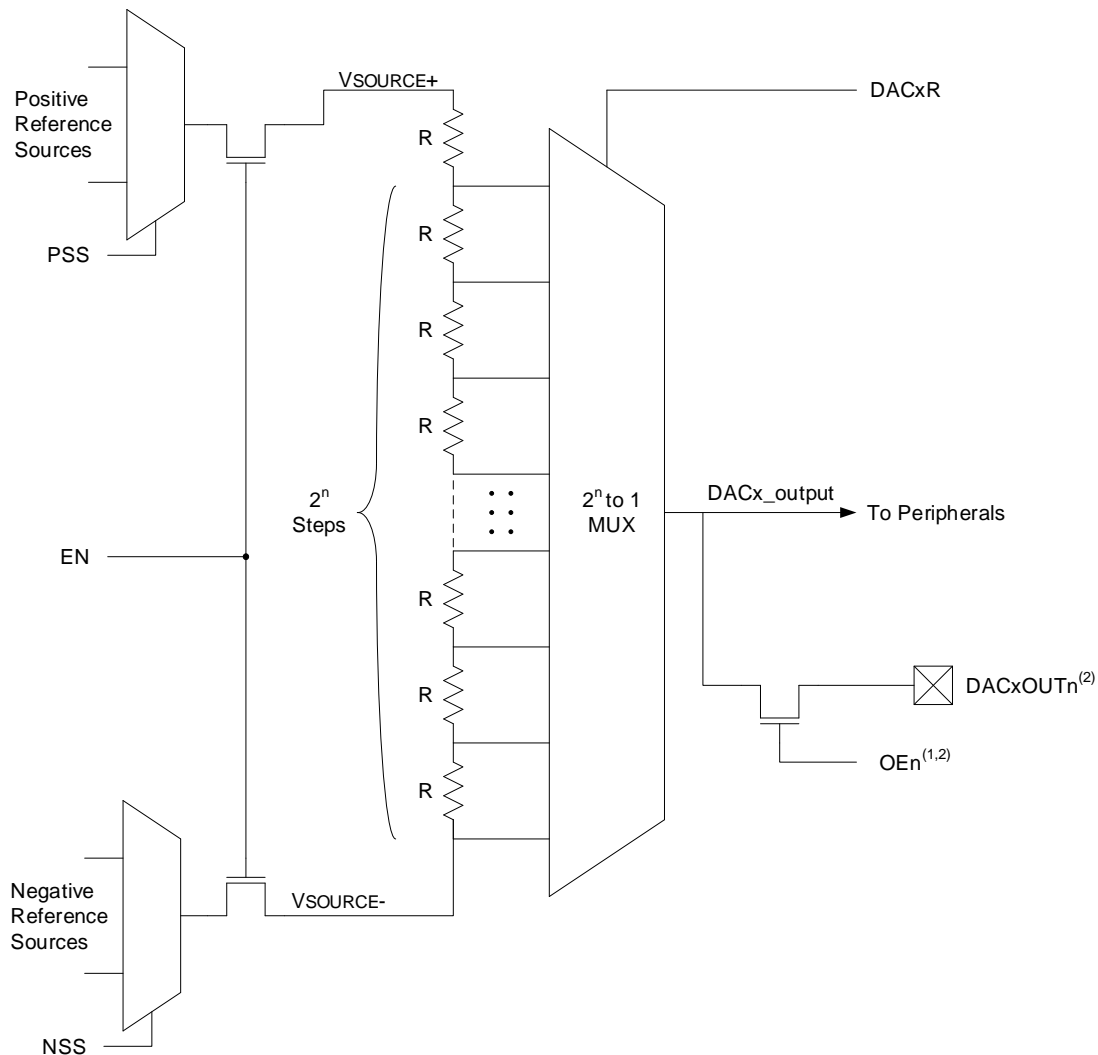 VSOURCE+
DACxR
Positive
Reference
Sources
R
R
PSS
R
R
2ⁿ
Steps
2ⁿ to 1
MUX
DACx_output
To Peripherals
EN
R
R
DACxOUTn⁽²⁾
OEn⁽¹,²⁾
R
Negative
Reference
Sources
VSOURCE-
NSS